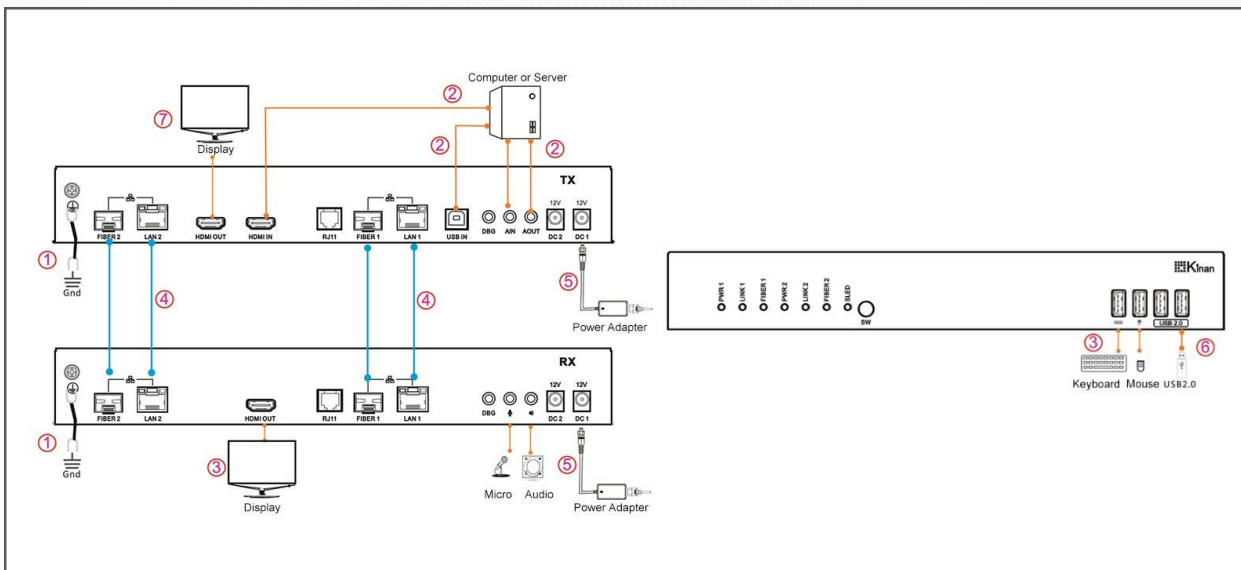 Computer or Server
②
⑦
Display
②
②
TX
12V
12V
FIBER 2
LAN 2
HDMI OUT
HDMI IN
RJ11
FIBER 1
LAN 1
USB IN
DBG
AIN
AOUT
DC 2
DC 1
①
Gnd
④
④
⑤
Power Adapter
RX
12V
12V
FIBER 2
LAN 2
HDMI OUT
RJ11
FIBER 1
LAN 1
DBG
DC 2
DC 1
①
Gnd
③
Display
Micro
Audio
⑤
Power Adapter
Kinan
PWR 1
LINK 1
FIBER 1
PWR 2
LINK 2
FIBER 2
SLED
SW
USB 2.0
③
⑥
Keyboard
Mouse
USB2.0